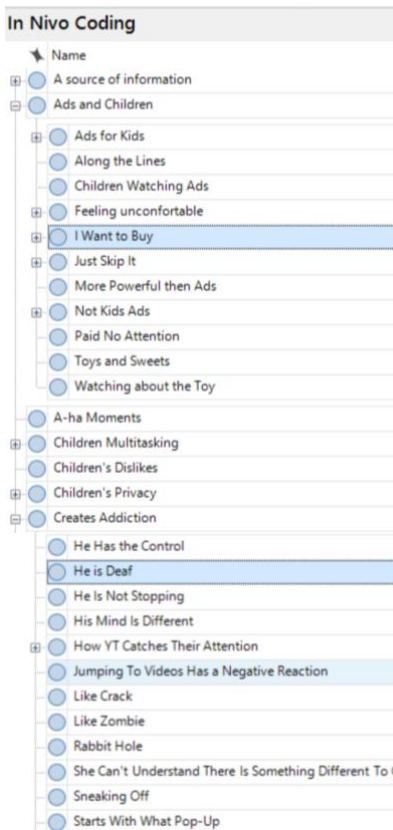 In Nivo Coding
Name
A source of information
Ads and Children
Ads for Kids
Along the Lines
Children Watching Ads
Feeling unconfortable
I Want to Buy
Just Skip It
More Powerful then Ads
Not Kids Ads
Paid No Attention
Toys and Sweets
Watching about the Toy
A-ha Moments
Children Multitasking
Children's Dislikes
Children's Privacy
Creates Addiction
He Has the Control
He is Deaf
He Is Not Stopping
His Mind Is Different
How YT Catches Their Attention
Jumping To Videos Has a Negative Reaction
Like Crack
Like Zombie
Rabbit Hole
She Can't Understand There Is Something Different To
Sneaking Off
Starts With What Pop-Up